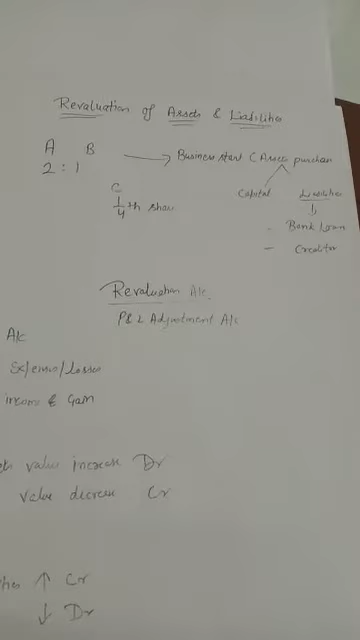 Revaluation of Assets & Liabilities
A B
2 : 1
Business start ( Assets purchase
C
1/4th share
Capital Liabilities
- Bank loan
- Creditor
Revaluation A/c
P & L Adjustment A/c
A/c
Expenses/Losses
income & Gain
value increase Dr
value decrease Cr
↑ Cr
↓ Dr